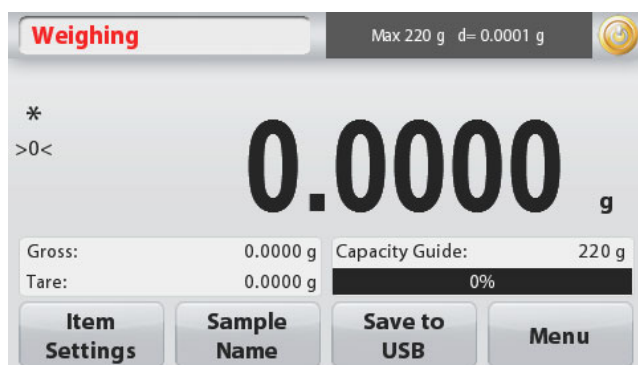 Weighing
Max 220 g d= 0.0001 g
*
>0<
0.0000 g
Gross: 0.0000 g
Tare: 0.0000 g
Capacity Guide: 220 g
0%
Item
Settings
Sample
Name
Save to
USB
Menu